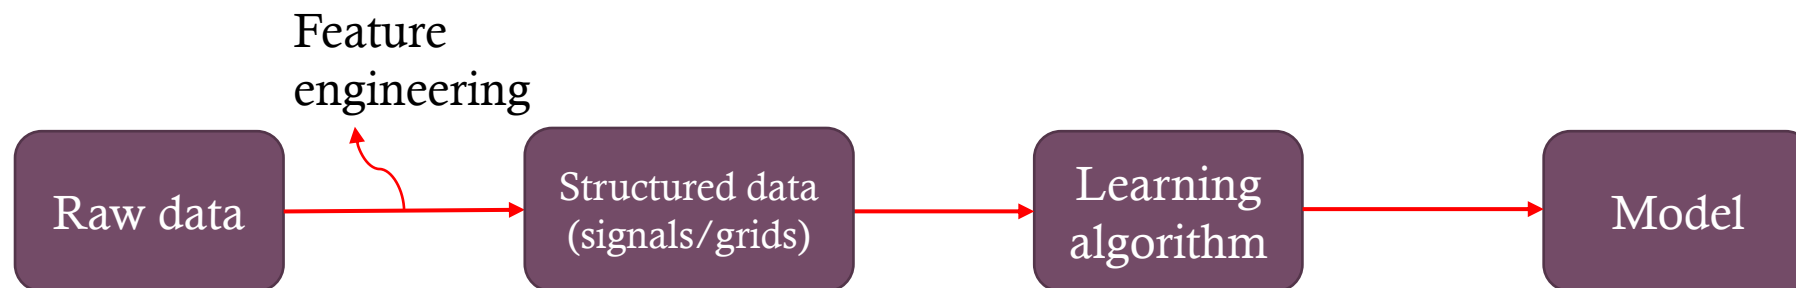 Feature
engineering
Raw data
Structured data
(signals/grids)
Learning
algorithm
Model